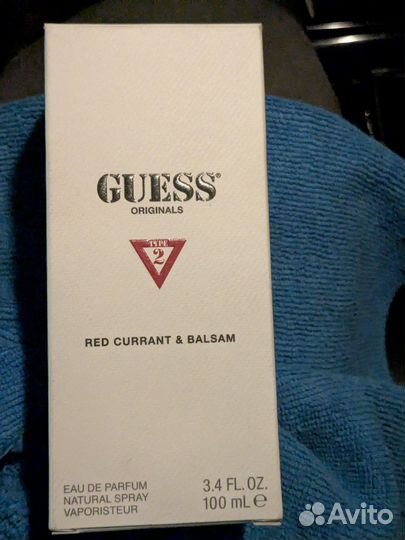 GUESS®
ORIGINALS
TYPE
2
RED CURRANT & BALSAM
EAU DE PARFUM
NATURAL SPRAY
VAPORISTEUR
3.4 FL. OZ.
100 mL ℮
Avito